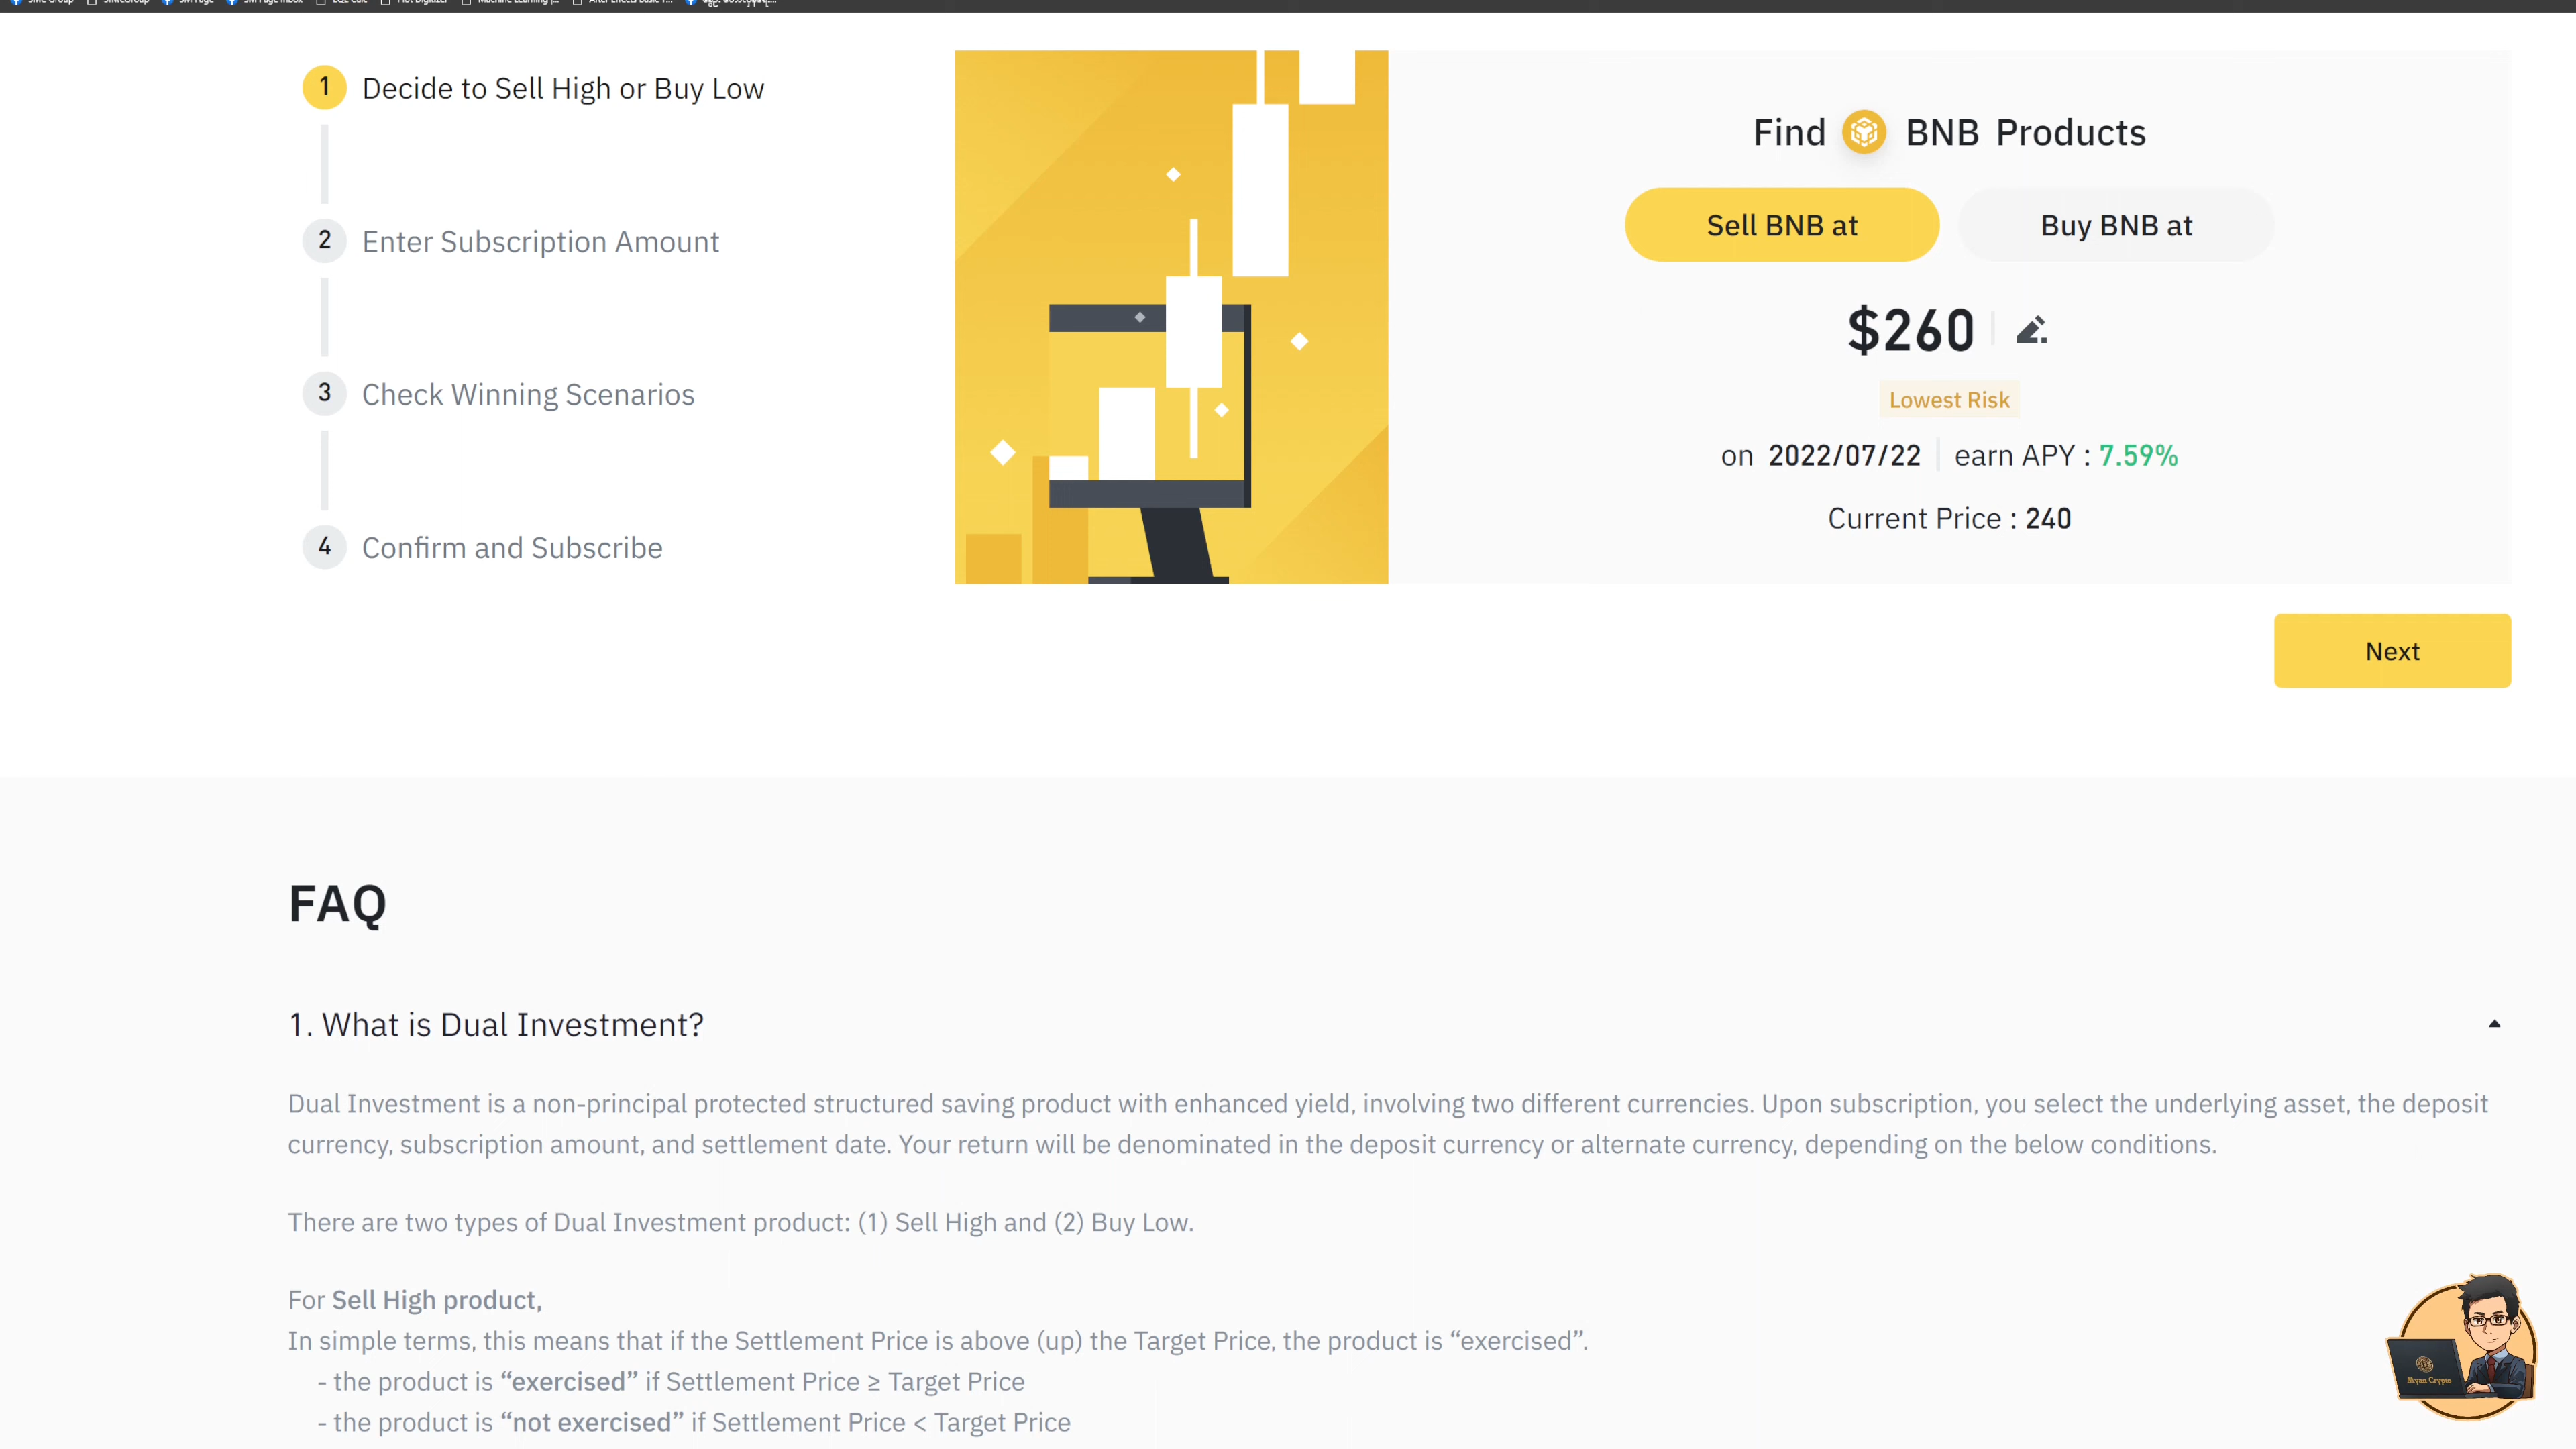 1 Decide to Sell High or Buy Low
2 Enter Subscription Amount
3 Check Winning Scenarios
4 Confirm and Subscribe
Find BNB Products
Sell BNB at Buy BNB at
$260
Lowest Risk
on 2022/07/22 earn APY : 7.59%
Current Price : 240
Next
FAQ
1. What is Dual Investment?
Dual Investment is a non-principal protected structured saving product with enhanced yield, involving two different currencies. Upon subscription, you select the underlying asset, the deposit
currency, subscription amount, and settlement date. Your return will be denominated in the deposit currency or alternate currency, depending on the below conditions.
There are two types of Dual Investment product: (1) Sell High and (2) Buy Low.
For Sell High product,
In simple terms, this means that if the Settlement Price is above (up) the Target Price, the product is “exercised”.
- the product is “exercised” if Settlement Price ≥ Target Price
- the product is “not exercised” if Settlement Price < Target Price
Myan Crypto